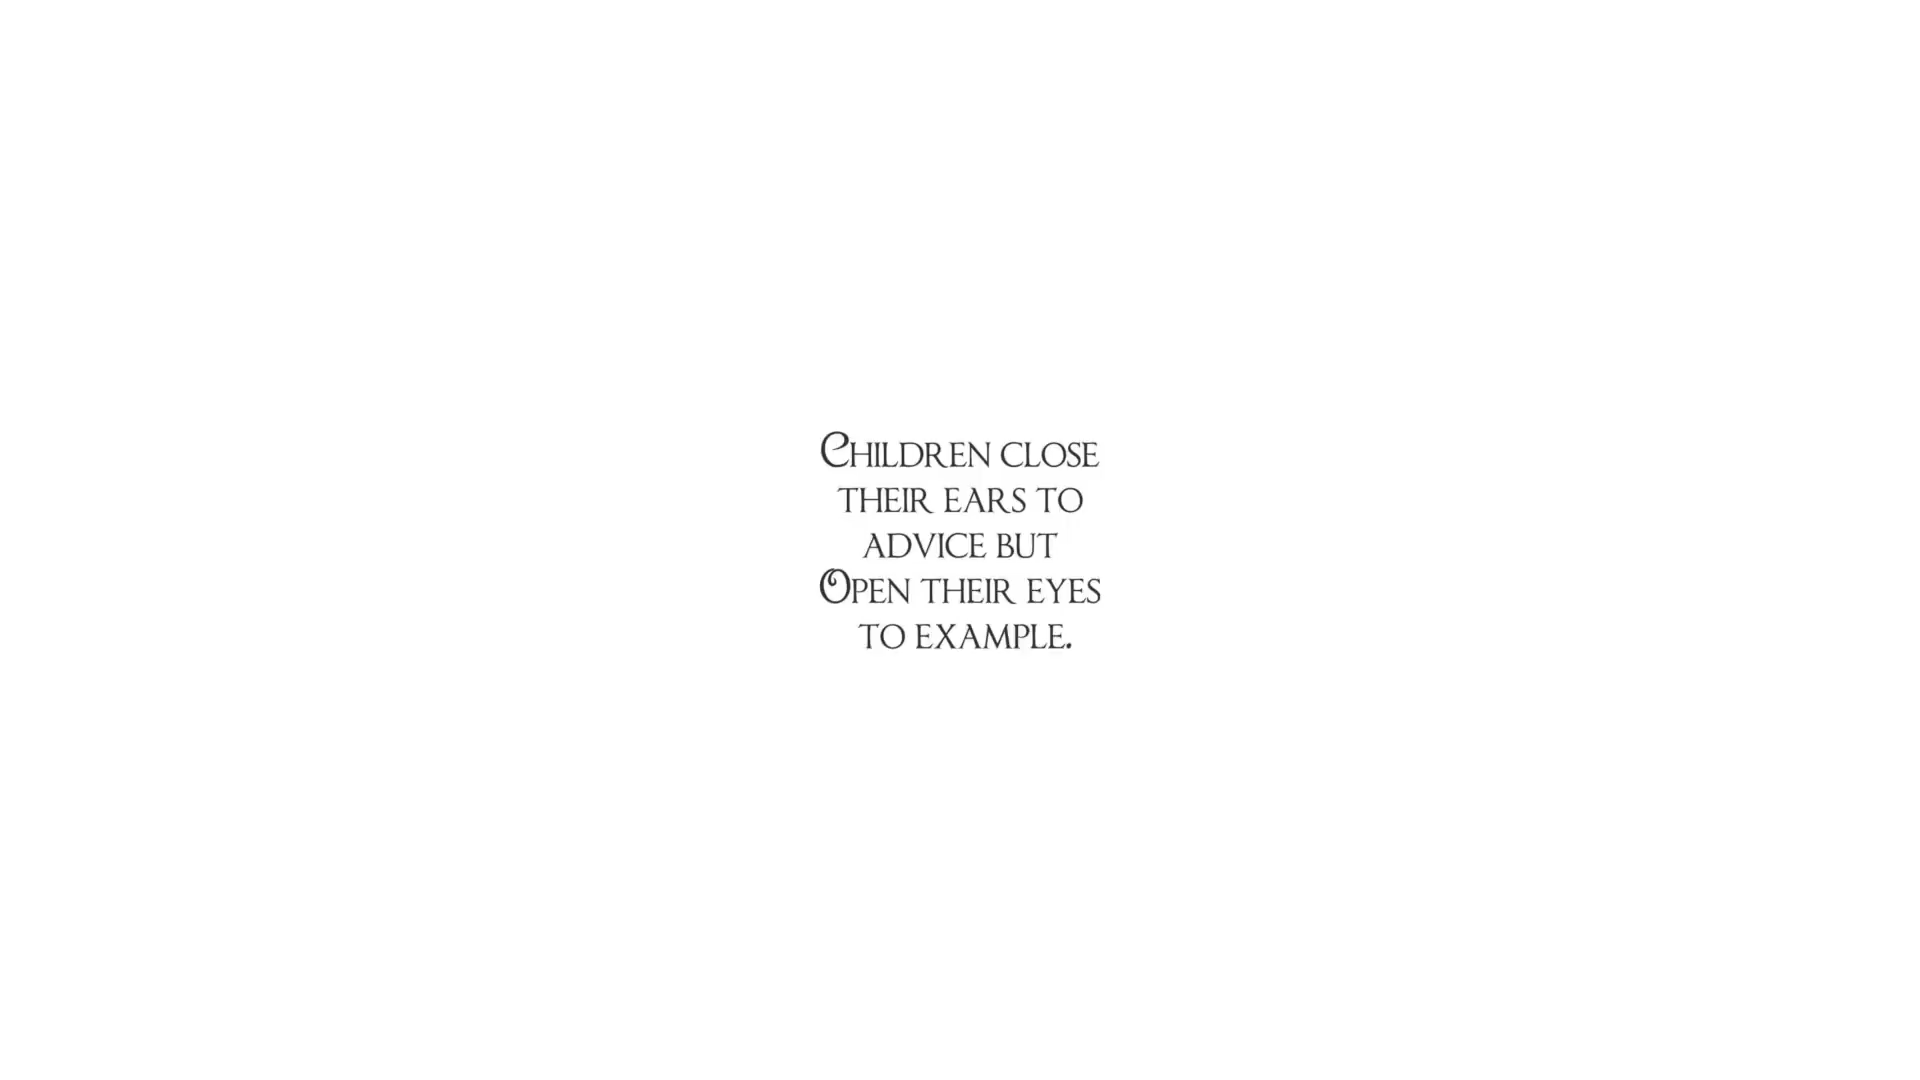 Children close
their ears to
advice but
Open their eyes
to example.